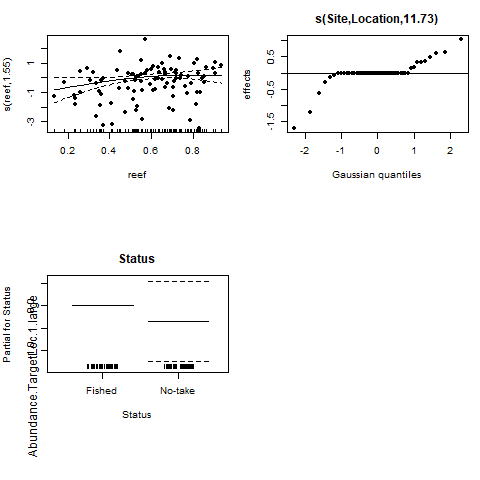 s(Site,Location,11.73)
s(reef,1.55)
1
-1
-3
0.2 0.4 0.6 0.8
reef
effects
0.5
-0.5
-1.5
-2 -1 0 1 2
Gaussian quantiles
Status
Partial for Status
Abundance.TargetLoc.1.large
Fished No-take
Status